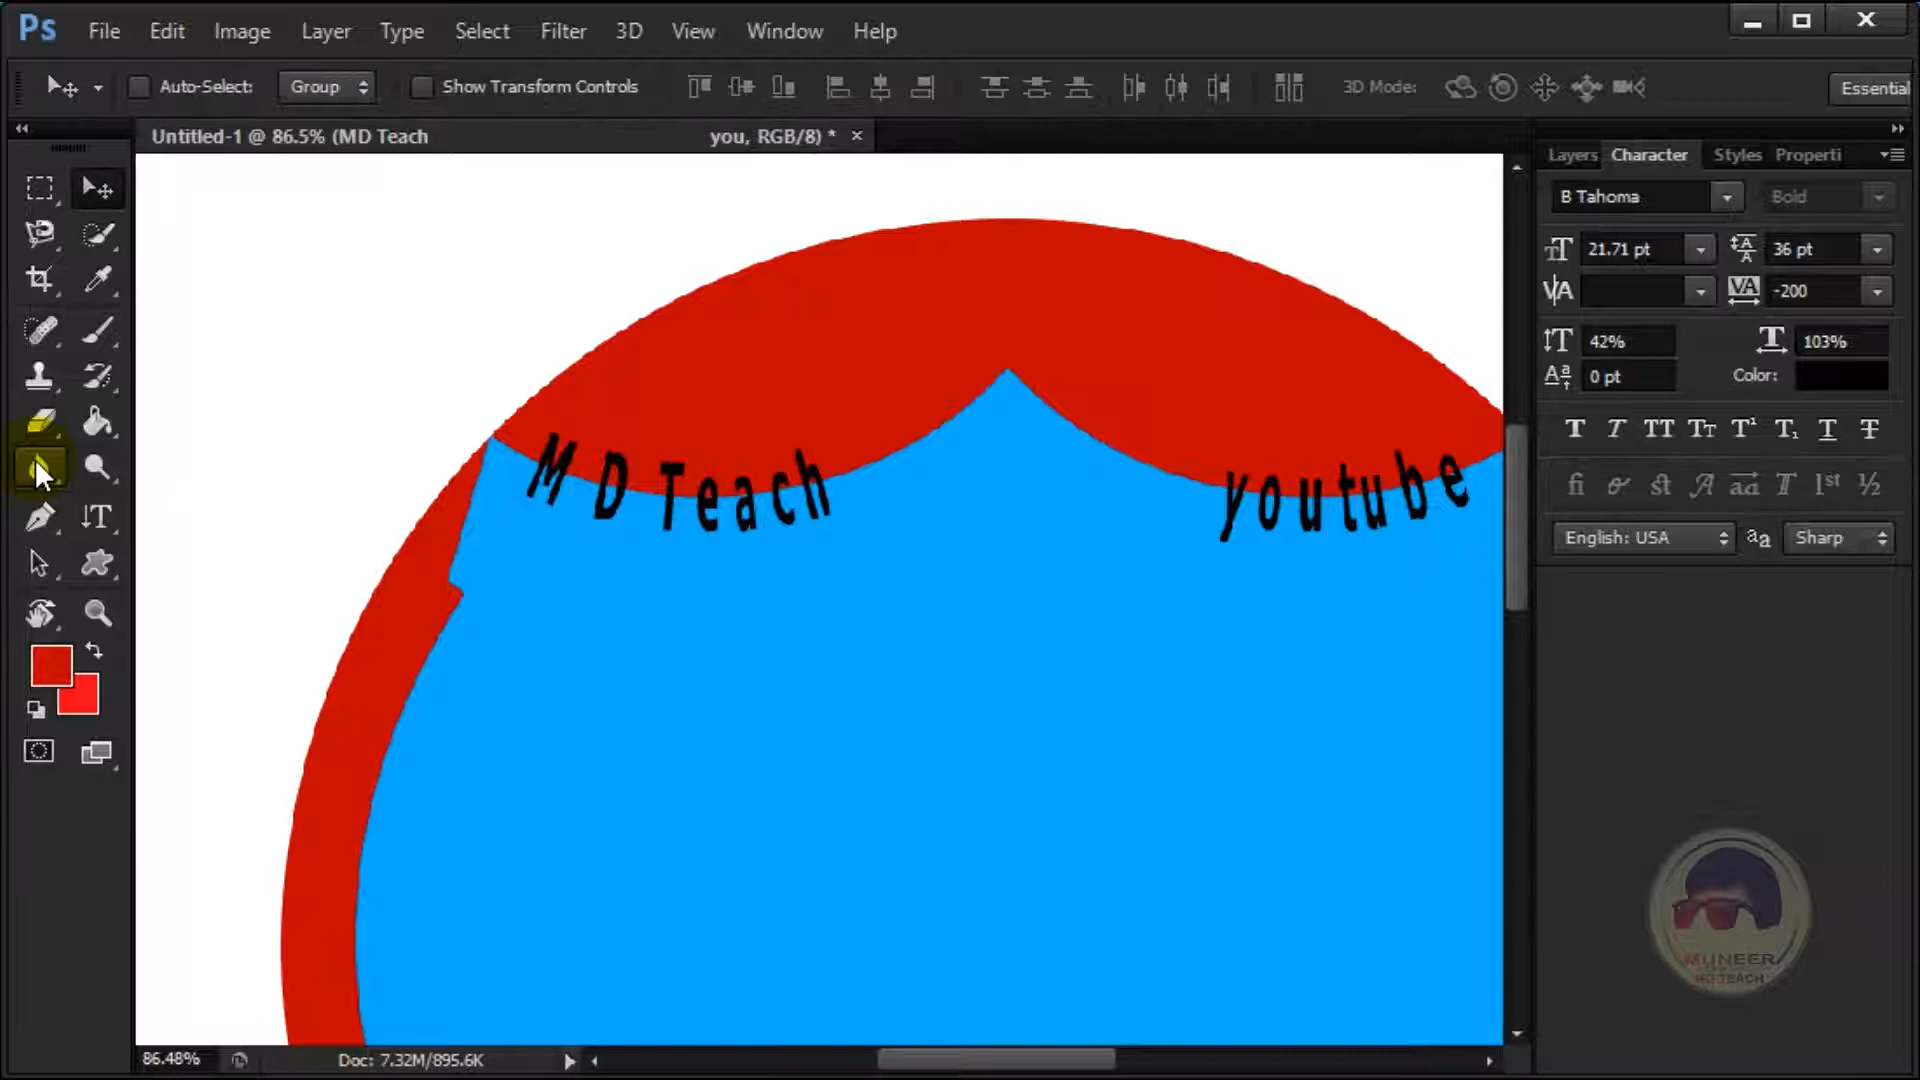 Ps File Edit Image Layer Type Select Filter 3D View Window Help
Auto-Select: Group Show Transform Controls 3D Mode: Essential
Untitled-1 @ 86.5% (MD Teach you, RGB/8) *
Layers Character Styles Properti
B Tahoma Bold
21.71 pt 36 pt
-200
42% 103%
0 pt Color:
English: USA Sharp
M D Teach youtube
MUNEER
MD TEACH
86.48% Doc: 7.32M/895.6K